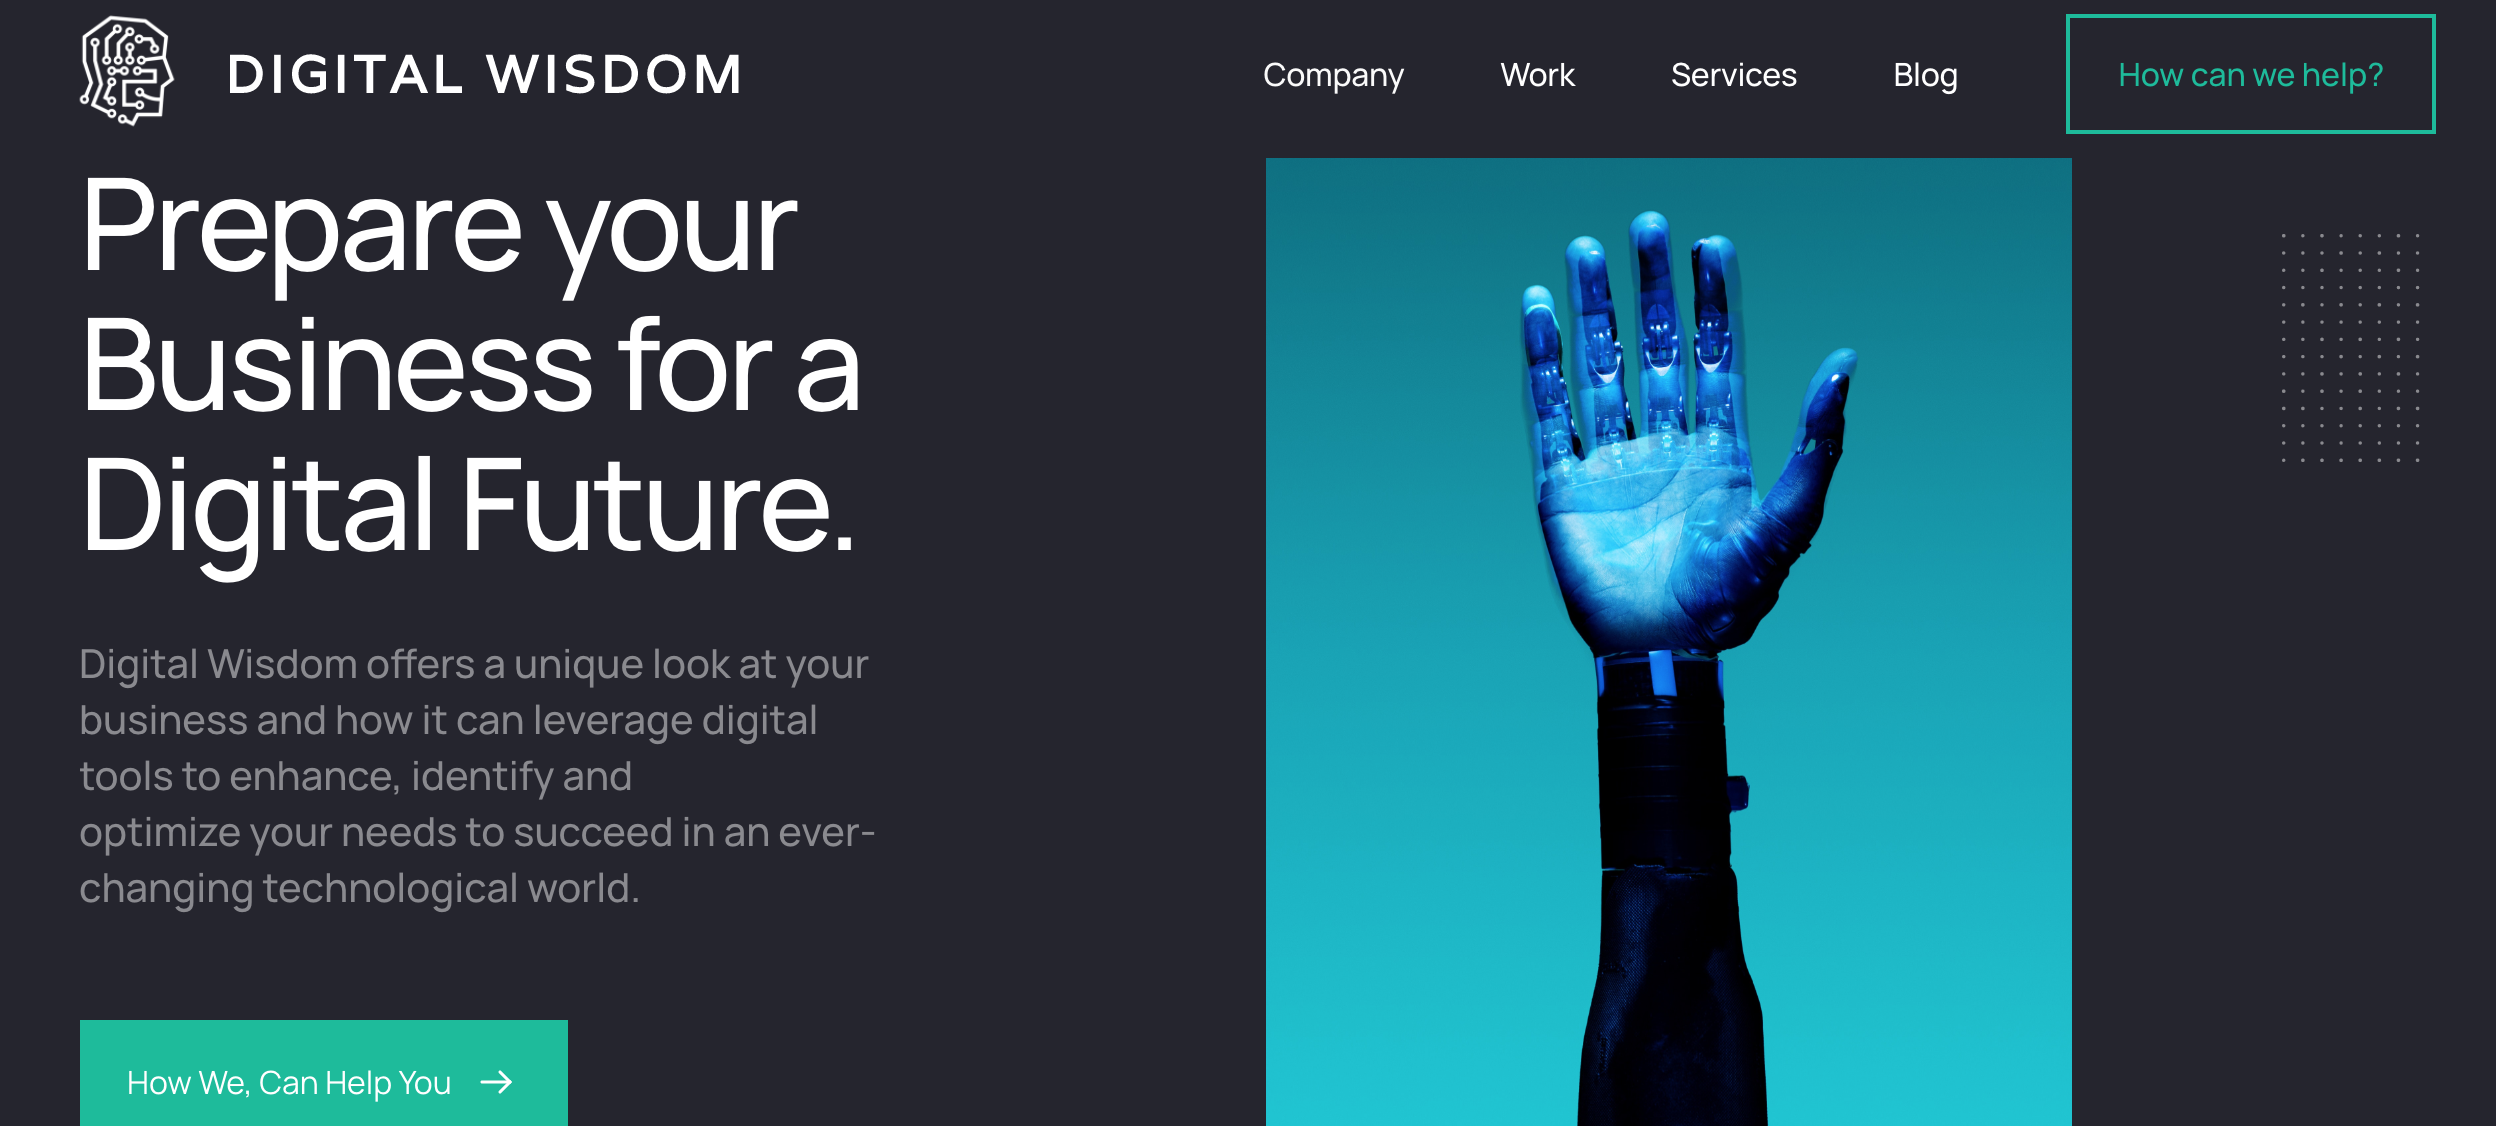 DIGITAL WISDOM
Company
Work
Services
Blog
How can we help?
Prepare your
Business for a
Digital Future.
Digital Wisdom offers a unique look at your
business and how it can leverage digital
tools to enhance, identify and
optimize your needs to succeed in an ever-
changing technological world.
How We, Can Help You